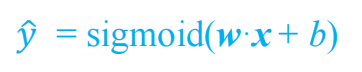 ŷ = sigmoid(w·x + b)